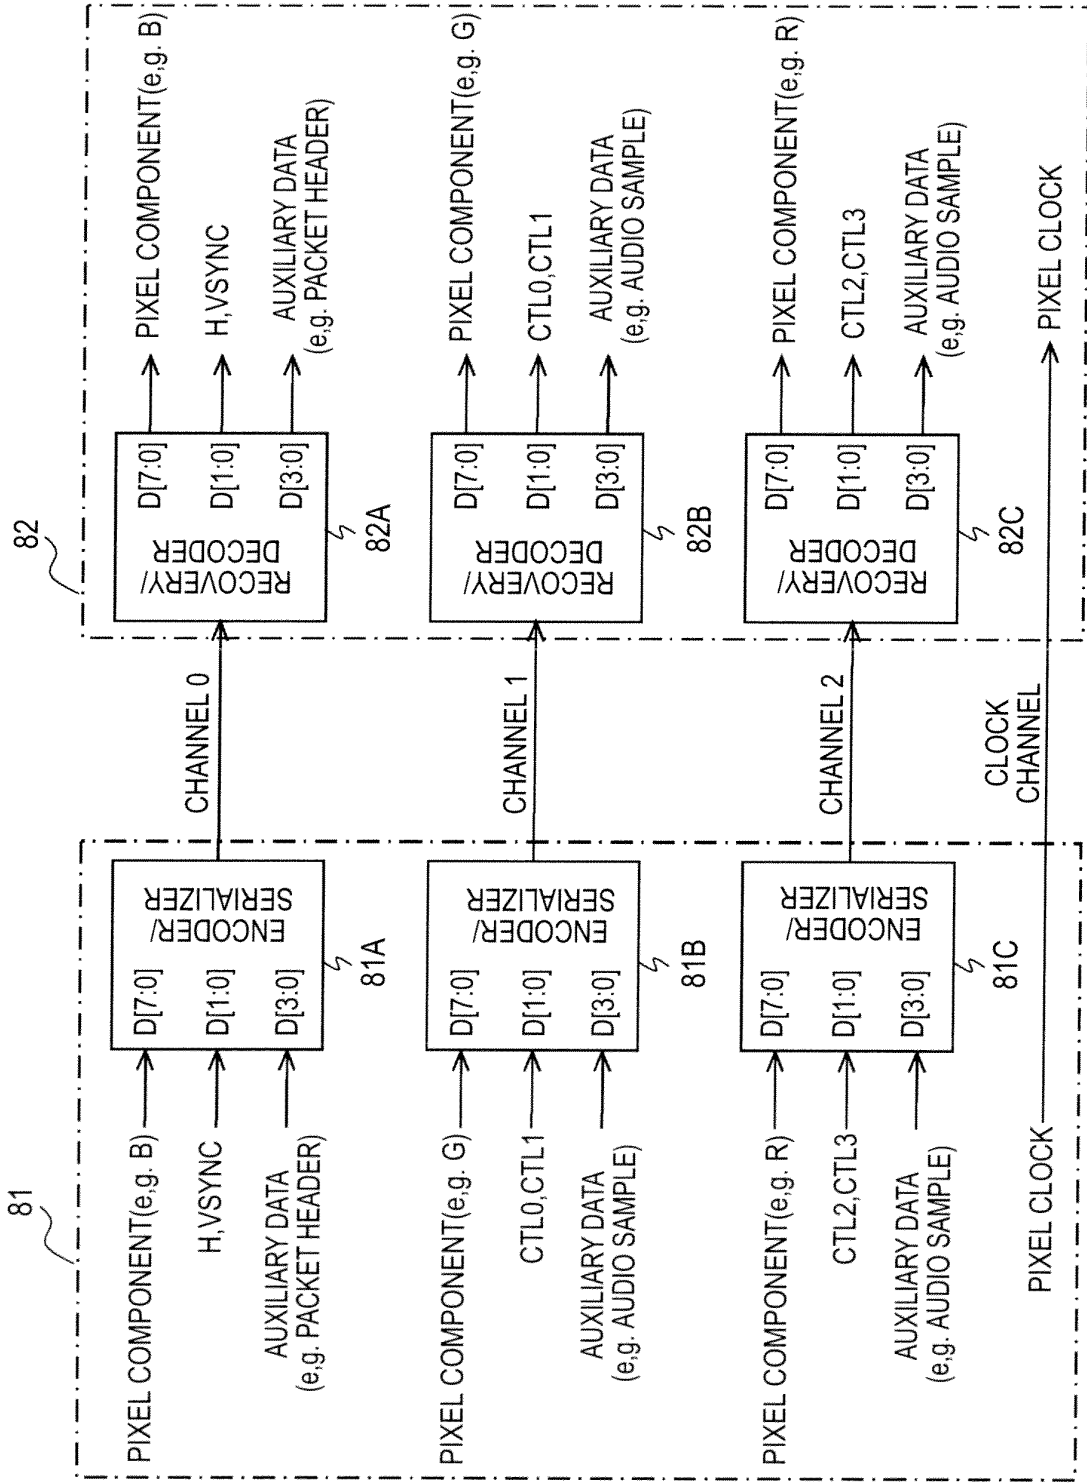 81
PIXEL COMPONENT(e,g. B)
H,VSYNC
AUXILIARY DATA
(e,g. PACKET HEADER)
D[7:0]
D[1:0]
D[3:0]
ENCODER/
SERIALIZER
81A
CHANNEL 0
82
RECOVERY/
DECODER
D[7:0]
D[1:0]
D[3:0]
82A
PIXEL COMPONENT(e,g. B)
H,VSYNC
AUXILIARY DATA
(e,g. PACKET HEADER)
PIXEL COMPONENT(e,g. G)
CTL0,CTL1
AUXILIARY DATA
(e,g. AUDIO SAMPLE)
D[7:0]
D[1:0]
D[3:0]
ENCODER/
SERIALIZER
81B
CHANNEL 1
RECOVERY/
DECODER
D[7:0]
D[1:0]
D[3:0]
82B
PIXEL COMPONENT(e,g. G)
CTL0,CTL1
AUXILIARY DATA
(e,g. AUDIO SAMPLE)
PIXEL COMPONENT(e,g. R)
CTL2,CTL3
AUXILIARY DATA
(e,g. AUDIO SAMPLE)
D[7:0]
D[1:0]
D[3:0]
ENCODER/
SERIALIZER
81C
CHANNEL 2
RECOVERY/
DECODER
D[7:0]
D[1:0]
D[3:0]
82C
PIXEL COMPONENT(e,g. R)
CTL2,CTL3
AUXILIARY DATA
(e,g. AUDIO SAMPLE)
PIXEL CLOCK
CLOCK
CHANNEL
PIXEL CLOCK